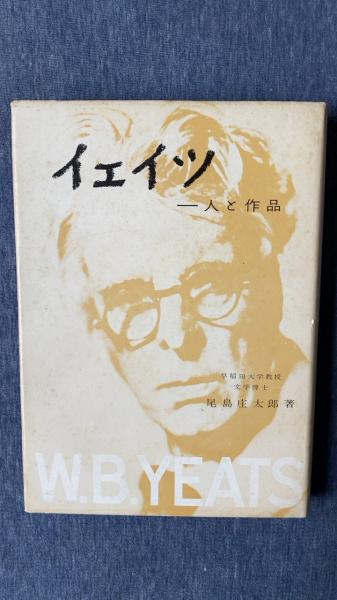 イェイツ
―人と作品
早稲田大学教授
文学博士
尾島庄太郎著
W.B.YEATS